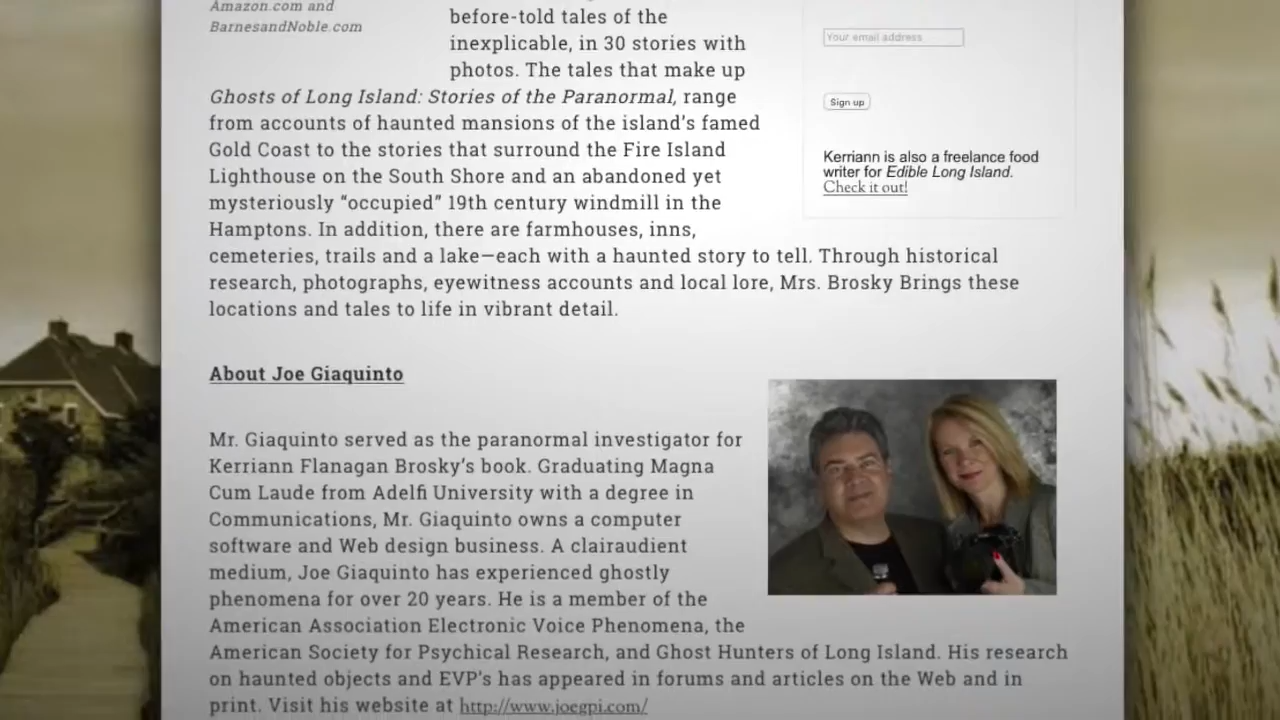 Amazon.com and
BarnesandNoble.com
before-told tales of the
inexplicable, in 30 stories with
photos. The tales that make up
Ghosts of Long Island: Stories of the Paranormal, range
from accounts of haunted mansions of the island's famed
Gold Coast to the stories that surround the Fire Island
Lighthouse on the South Shore and an abandoned yet
mysteriously “occupied” 19th century windmill in the
Hamptons. In addition, there are farmhouses, inns,
cemeteries, trails and a lake—each with a haunted story to tell. Through historical
research, photographs, eyewitness accounts and local lore, Mrs. Brosky Brings these
locations and tales to life in vibrant detail.
Your email address
Sign up
Kerriann is also a freelance food
writer for Edible Long Island.
Check it out!
About Joe Giaquinto
Mr. Giaquinto served as the paranormal investigator for
Kerriann Flanagan Brosky’s book. Graduating Magna
Cum Laude from Adelfi University with a degree in
Communications, Mr. Giaquinto owns a computer
software and Web design business. A clairaudient
medium, Joe Giaquinto has experienced ghostly
phenomena for over 20 years. He is a member of the
American Association Electronic Voice Phenomena, the
American Society for Psychical Research, and Ghost Hunters of Long Island. His research
on haunted objects and EVP's has appeared in forums and articles on the Web and in
print. Visit his website at http://www.joegpi.com/